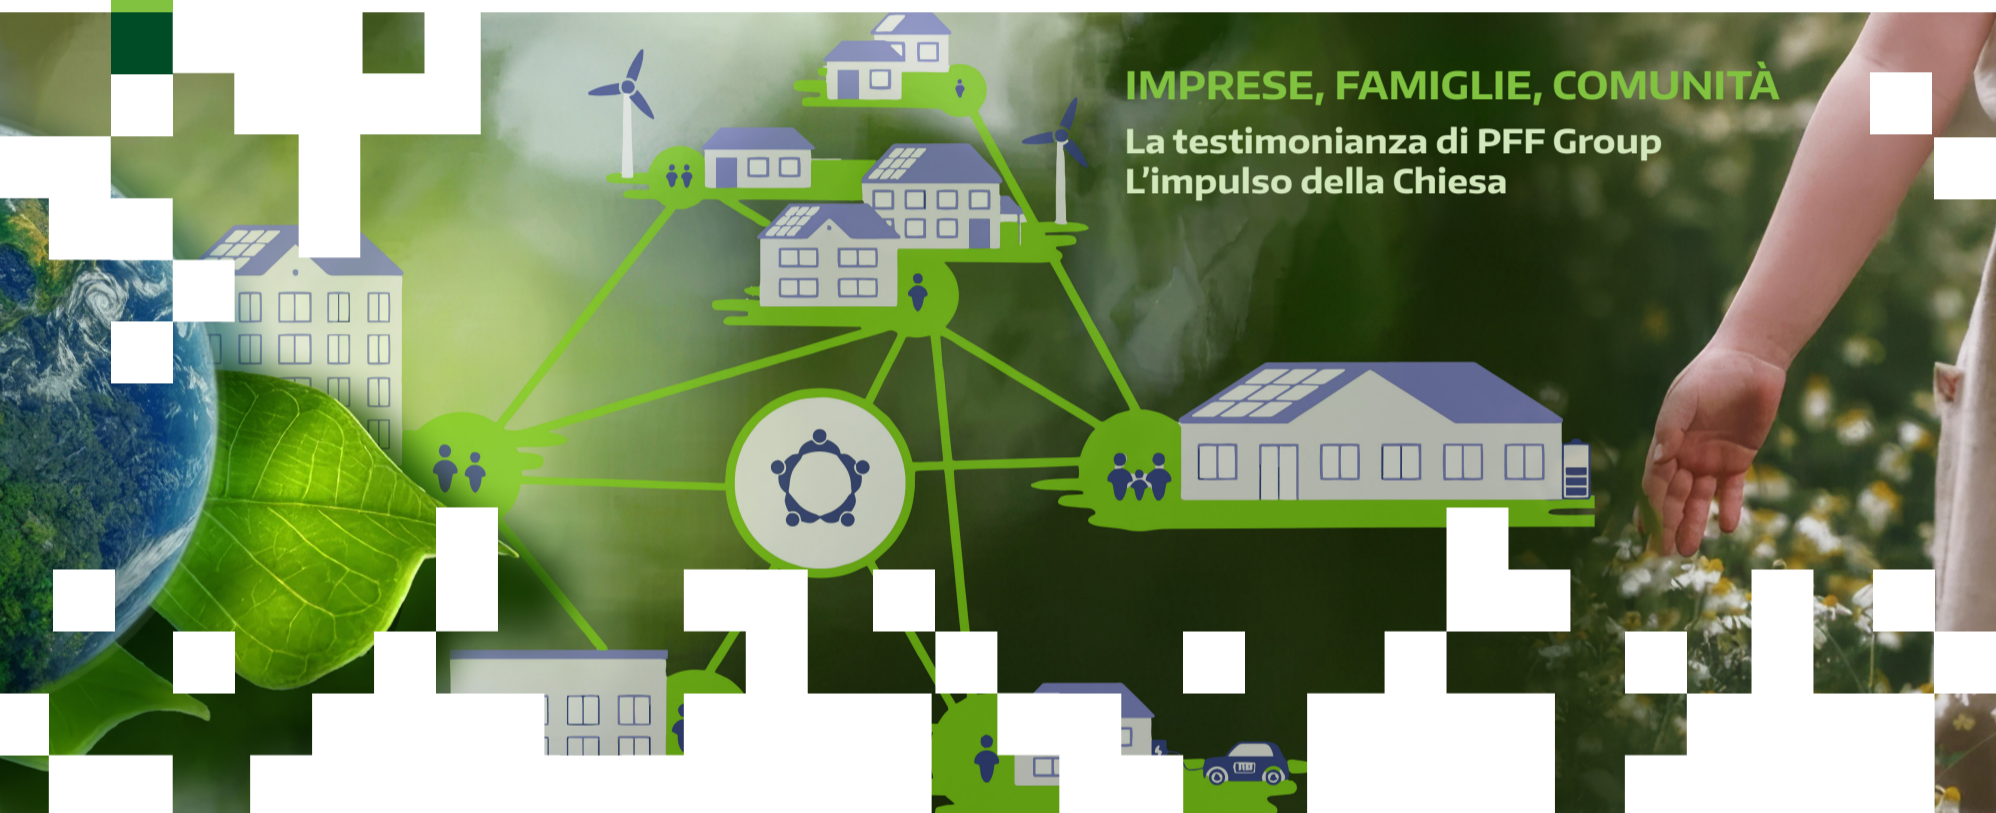 IMPRESE, FAMIGLIE, COMUNITÀ
La testimonianza di PFF Group
L’impulso della Chiesa